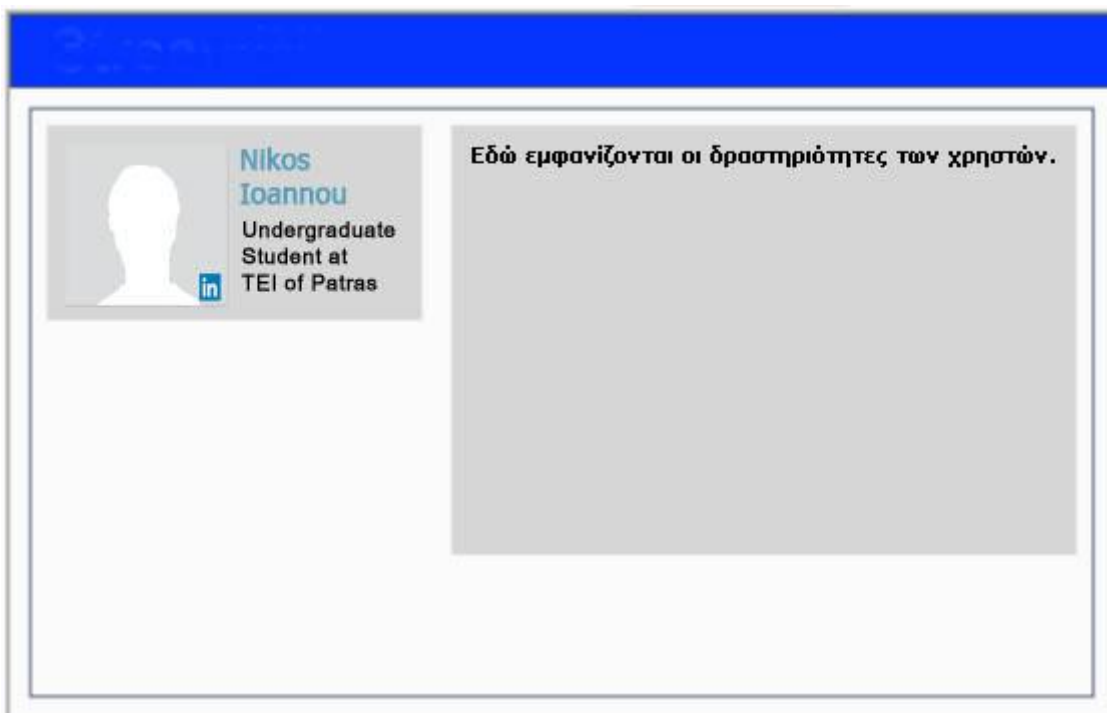 Nikos
Ioannou
Undergraduate
Student at
TEI of Patras
in
Εδώ εμφανίζονται οι δραστηριότητες των χρηστών.